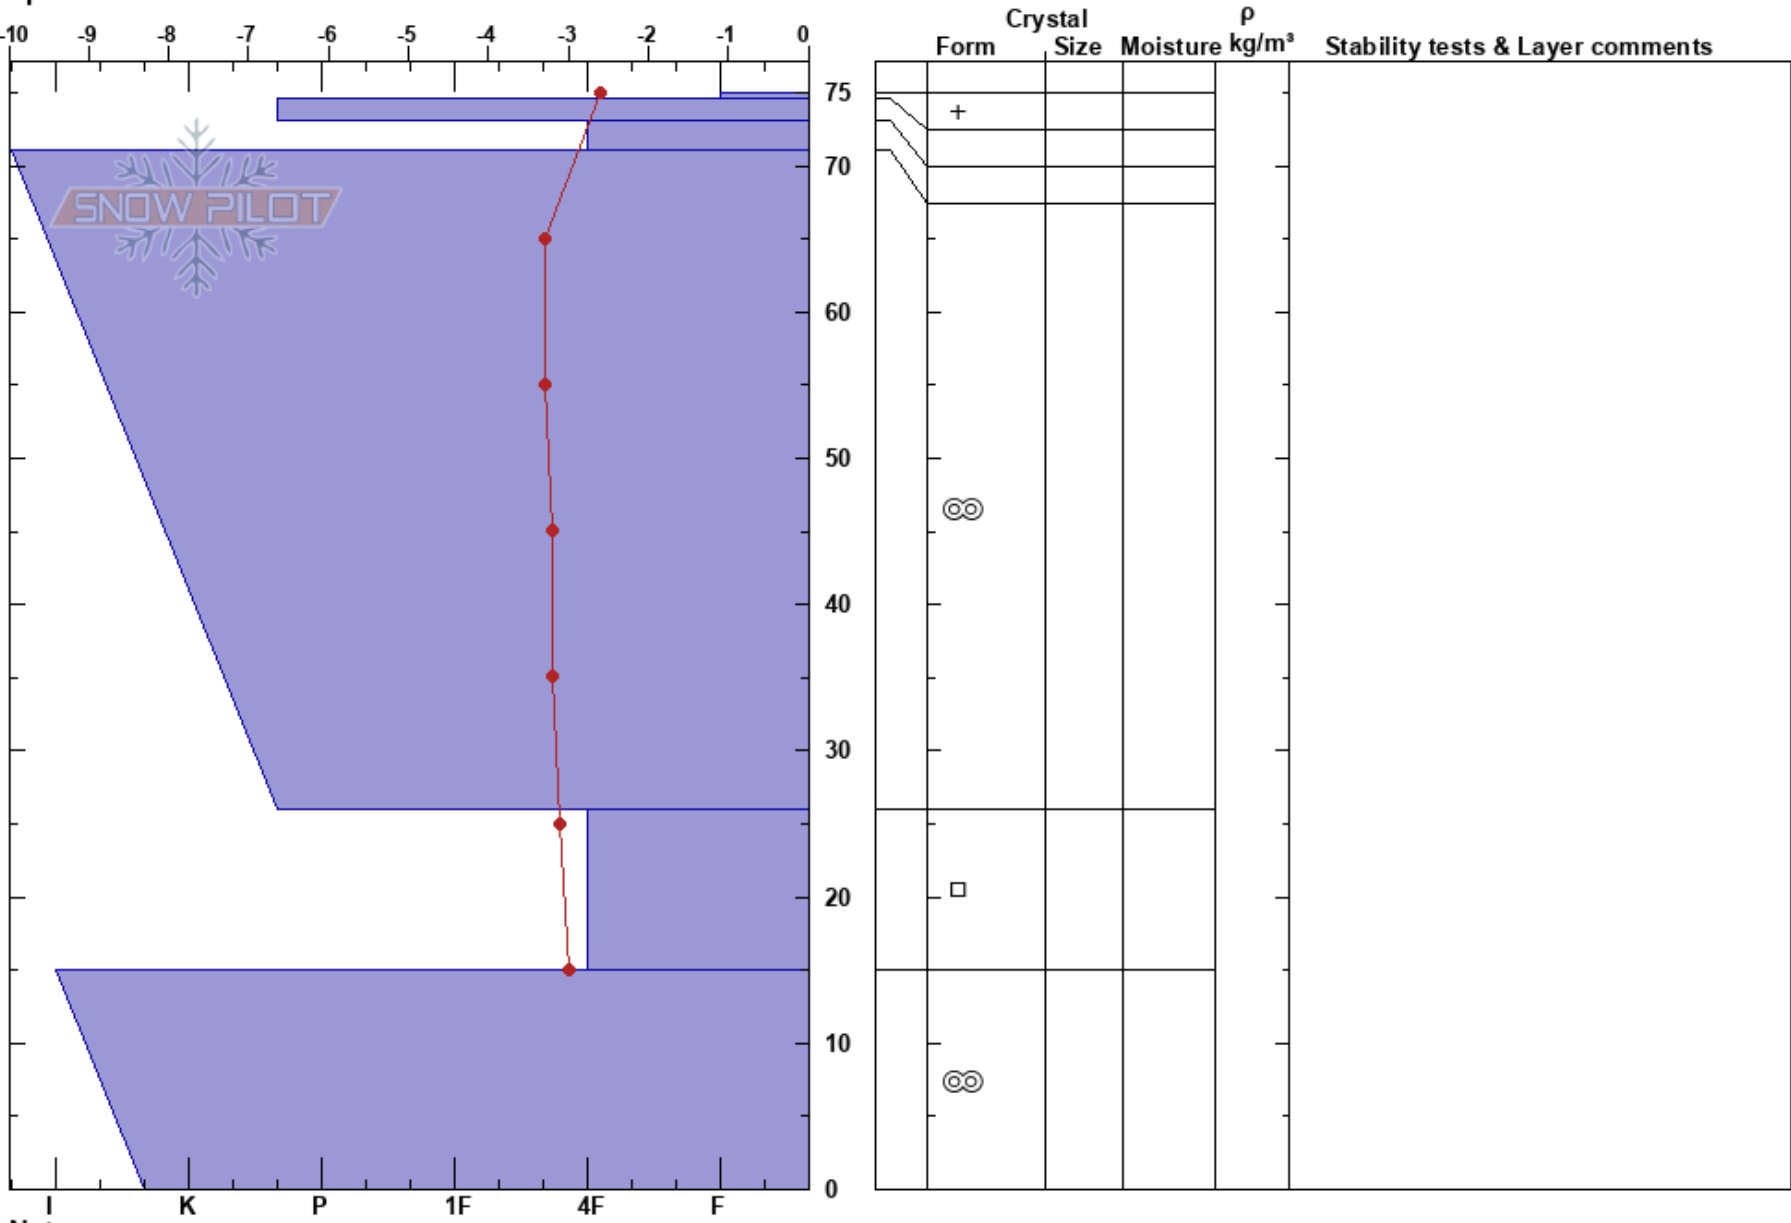 Crystal ρ
-10 -9 -8 -7 -6 -5 -4 -3 -2 -1 0 Form Size Moisture kg/m³ Stability tests & Layer comments
75
+
70
SNOW PILOT
60
50
40
30
20
10
0
I K P 1F 4F F